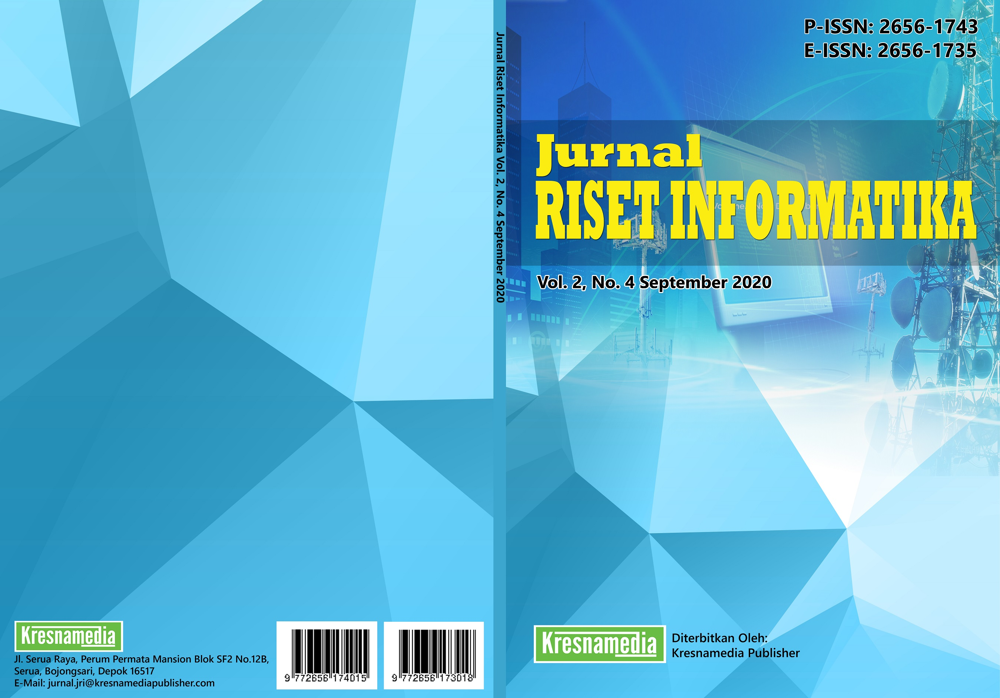 Kresnamedia
Jl. Serua Raya, Perum Permata Mansion Blok SF2 No.12B,
Serua, Bojongsari, Depok 16517
E-Mail: jurnal.jri@kresnamediapublisher.com
9 772656 174015
9 772656 173018
Jurnal Riset Informatika Vol. 2, No. 4 September 2020
P-ISSN: 2656-1743
E-ISSN: 2656-1735
Jurnal
RISET INFORMATIKA
Vol. 2, No. 4 September 2020
Kresnamedia
Diterbitkan Oleh:
Kresnamedia Publisher